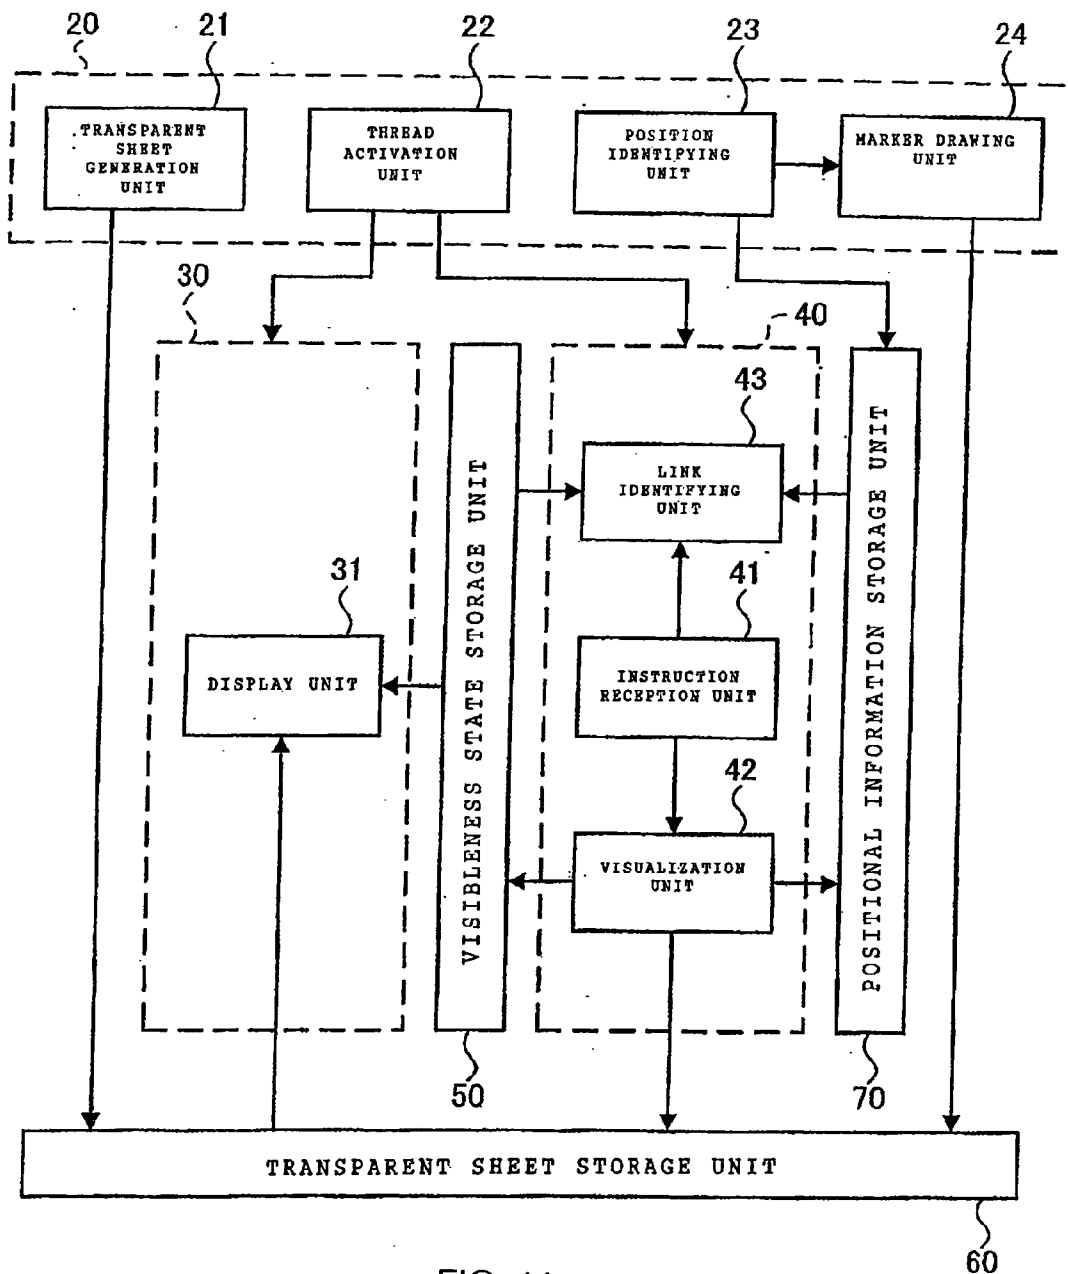 20
21
22
23
24
TRANSPARENT
SHEET
GENERATION
UNIT
THREAD
ACTIVATION
UNIT
POSITION
IDENTIFYING
UNIT
MARKER DRAWING
UNIT
30
40
43
LINK
IDENTIFYING
UNIT
VISIBLENESS STATE STORAGE UNIT
POSITIONAL INFORMATION STORAGE UNIT
31
41
DISPLAY UNIT
INSTRUCTION
RECEPTION UNIT
42
VISUALIZATION
UNIT
50
70
TRANSPARENT SHEET STORAGE UNIT
60